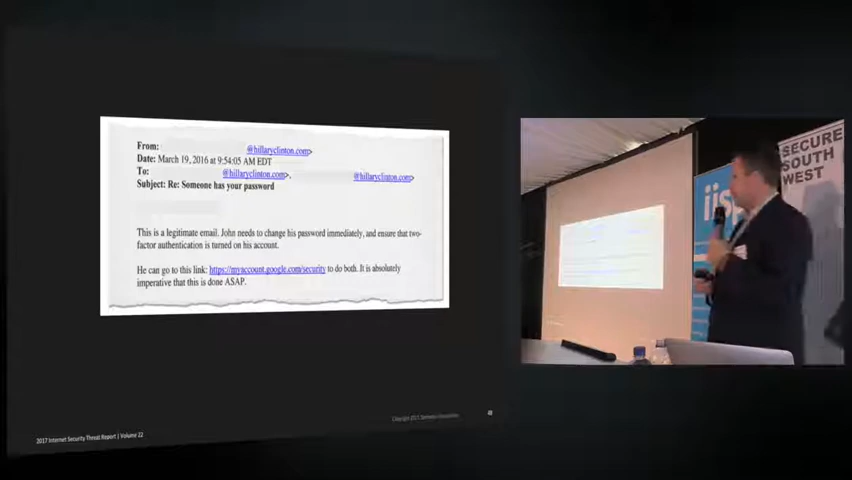 From: @hillaryclinton.com>
Date: March 19, 2016 at 9:54:05 AM EDT
To: @hillaryclinton.com>, @hillaryclinton.com>
Subject: Re: Someone has your password
This is a legitimate email. John needs to change his password immediately, and ensure that two-
factor authentication is turned on his account.
He can go to this link: https://myaccount.google.com/security to do both. It is absolutely
imperative that this is done ASAP.
2017 Internet Security Threat Report | Volume 22
SECURE
SOUTH
WEST